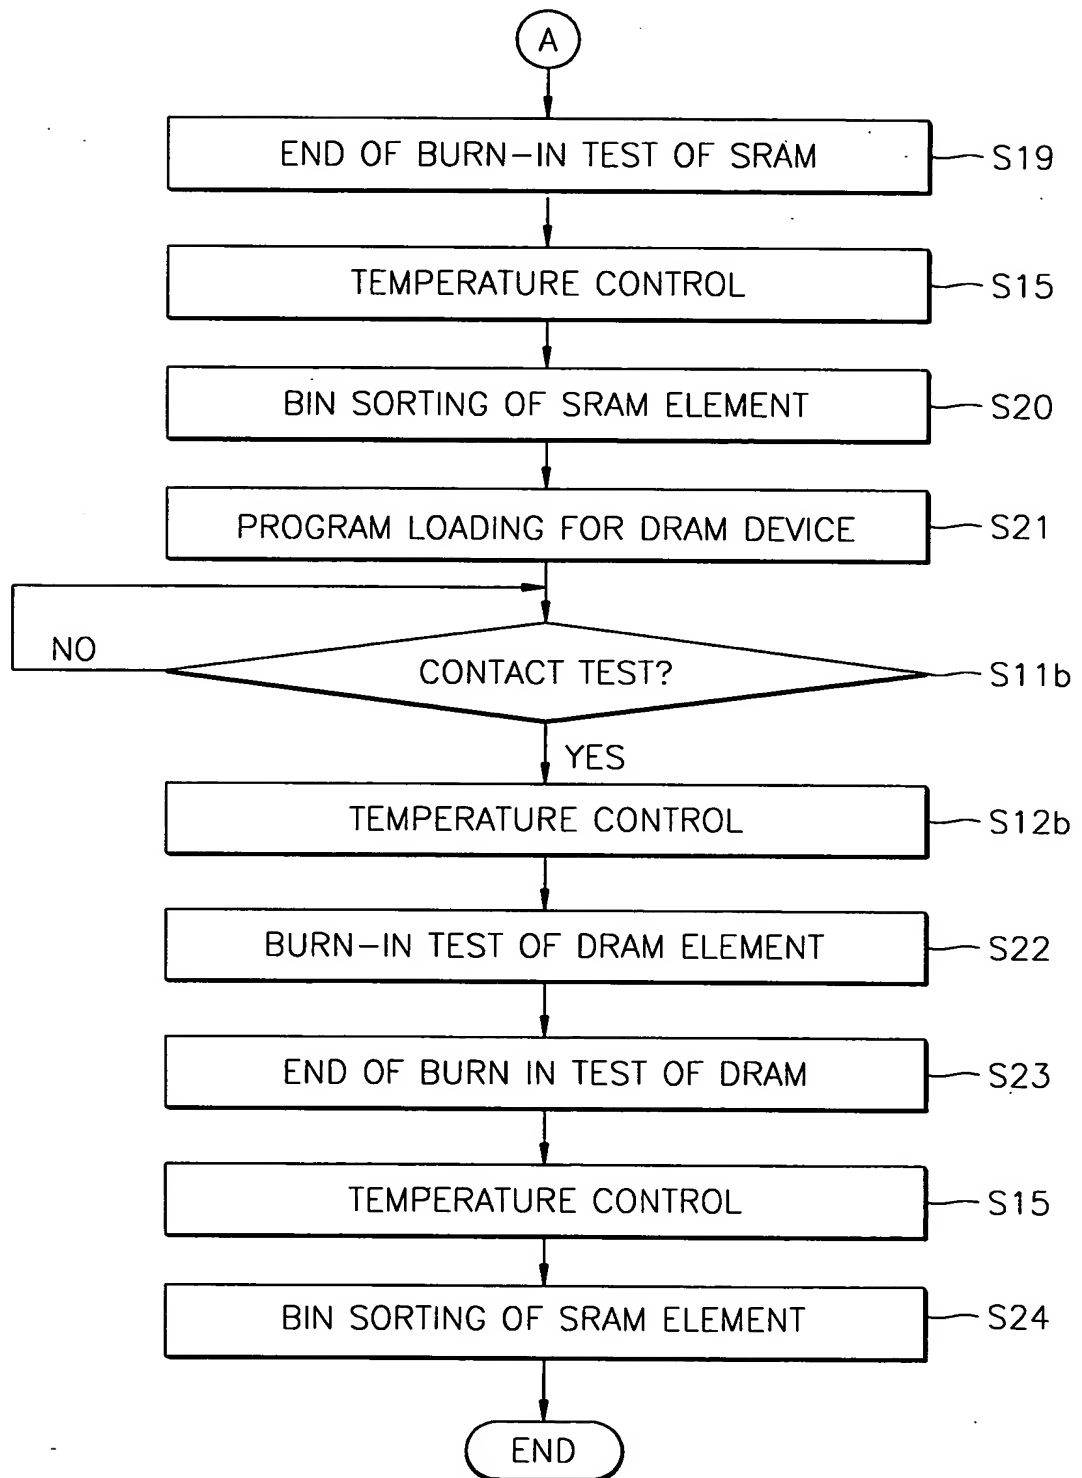 A
END OF BURN-IN TEST OF SRAM
S19
TEMPERATURE CONTROL
S15
BIN SORTING OF SRAM ELEMENT
S20
PROGRAM LOADING FOR DRAM DEVICE
S21
NO
CONTACT TEST?
S11b
YES
TEMPERATURE CONTROL
S12b
BURN-IN TEST OF DRAM ELEMENT
S22
END OF BURN IN TEST OF DRAM
S23
TEMPERATURE CONTROL
S15
BIN SORTING OF SRAM ELEMENT
S24
END